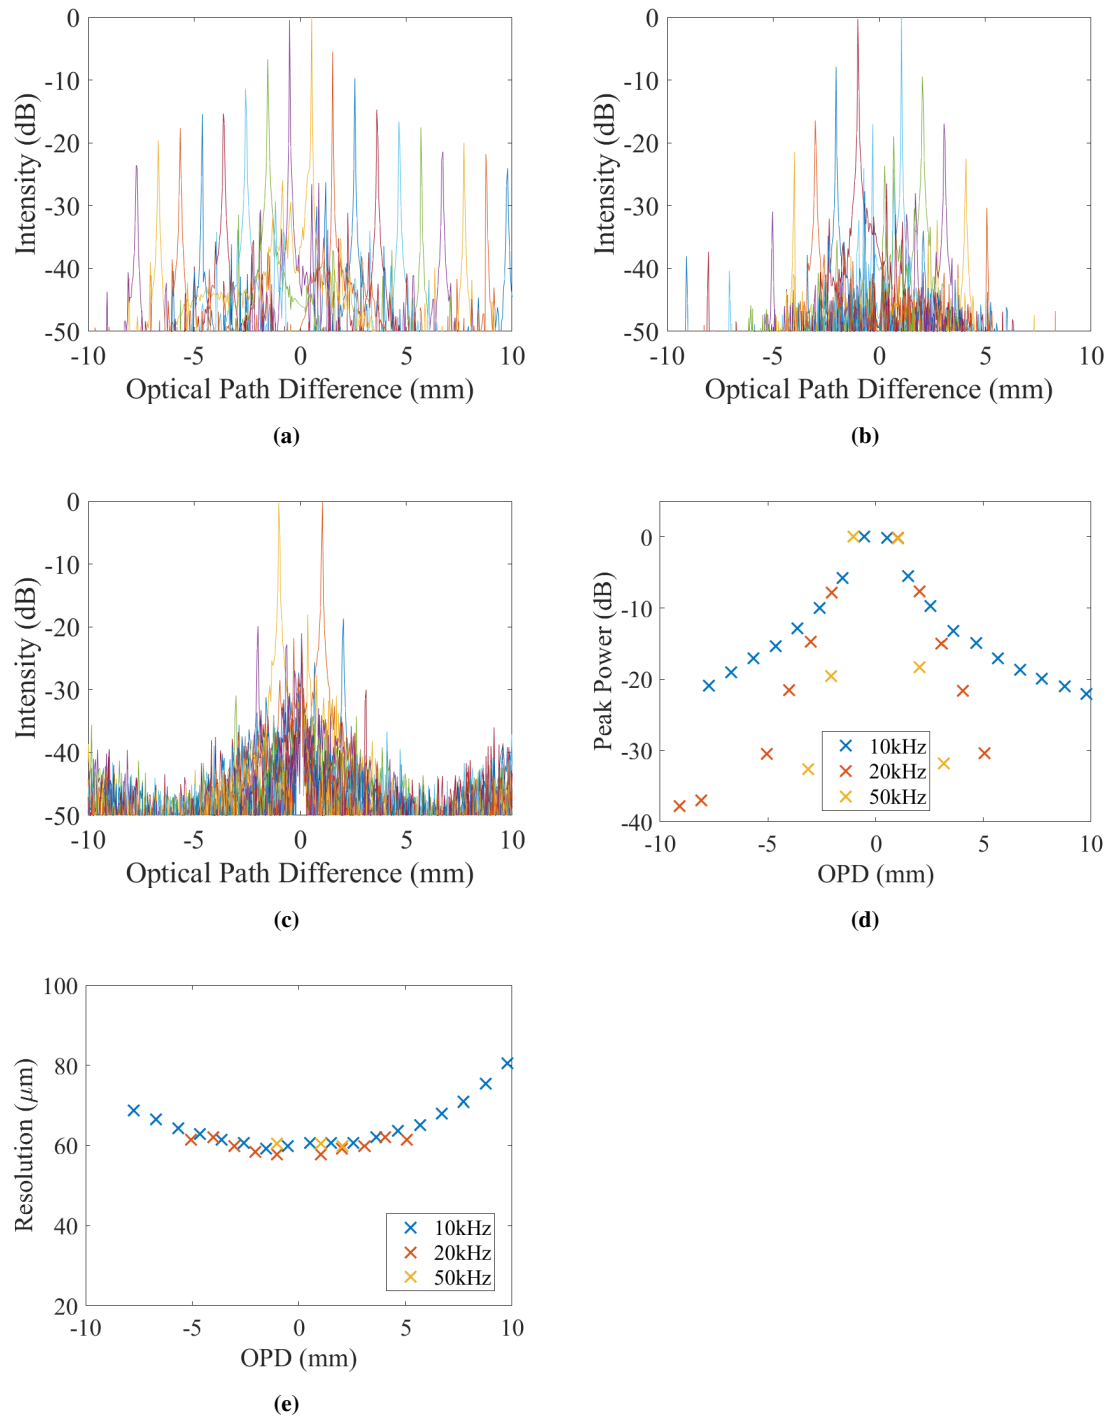 0
-10
-20
-30
-40
-50
-10
-5
0
5
10
Intensity (dB)
Optical Path Difference (mm)
(a)
0
-10
-20
-30
-40
-50
-10
-5
0
5
10
Intensity (dB)
Optical Path Difference (mm)
(b)
0
-10
-20
-30
-40
-50
-10
-5
0
5
10
Intensity (dB)
Optical Path Difference (mm)
(c)
0
-10
-20
-30
-40
-10
-5
0
5
10
Peak Power (dB)
OPD (mm)
10kHz
20kHz
50kHz
(d)
100
80
60
40
20
-10
-5
0
5
10
Resolution (μm)
OPD (mm)
10kHz
20kHz
50kHz
(e)